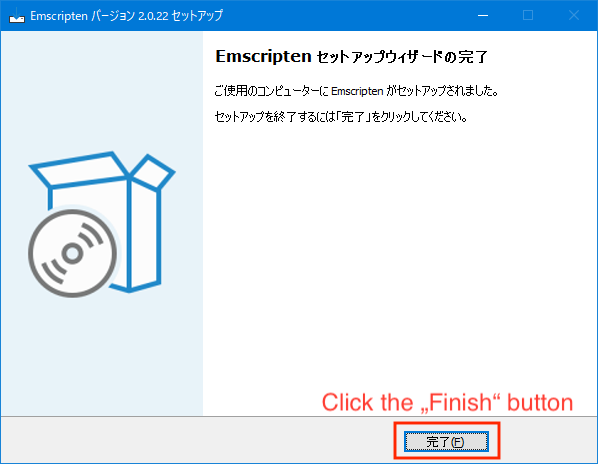 Emscripten バージョン 2.0.22 セットアップ
Emscripten セットアップウィザードの完了
ご使用のコンピューターに Emscripten がセットアップされました。
セットアップを終了するには「完了」をクリックしてください。
Click the „Finish“ button
完了(F)